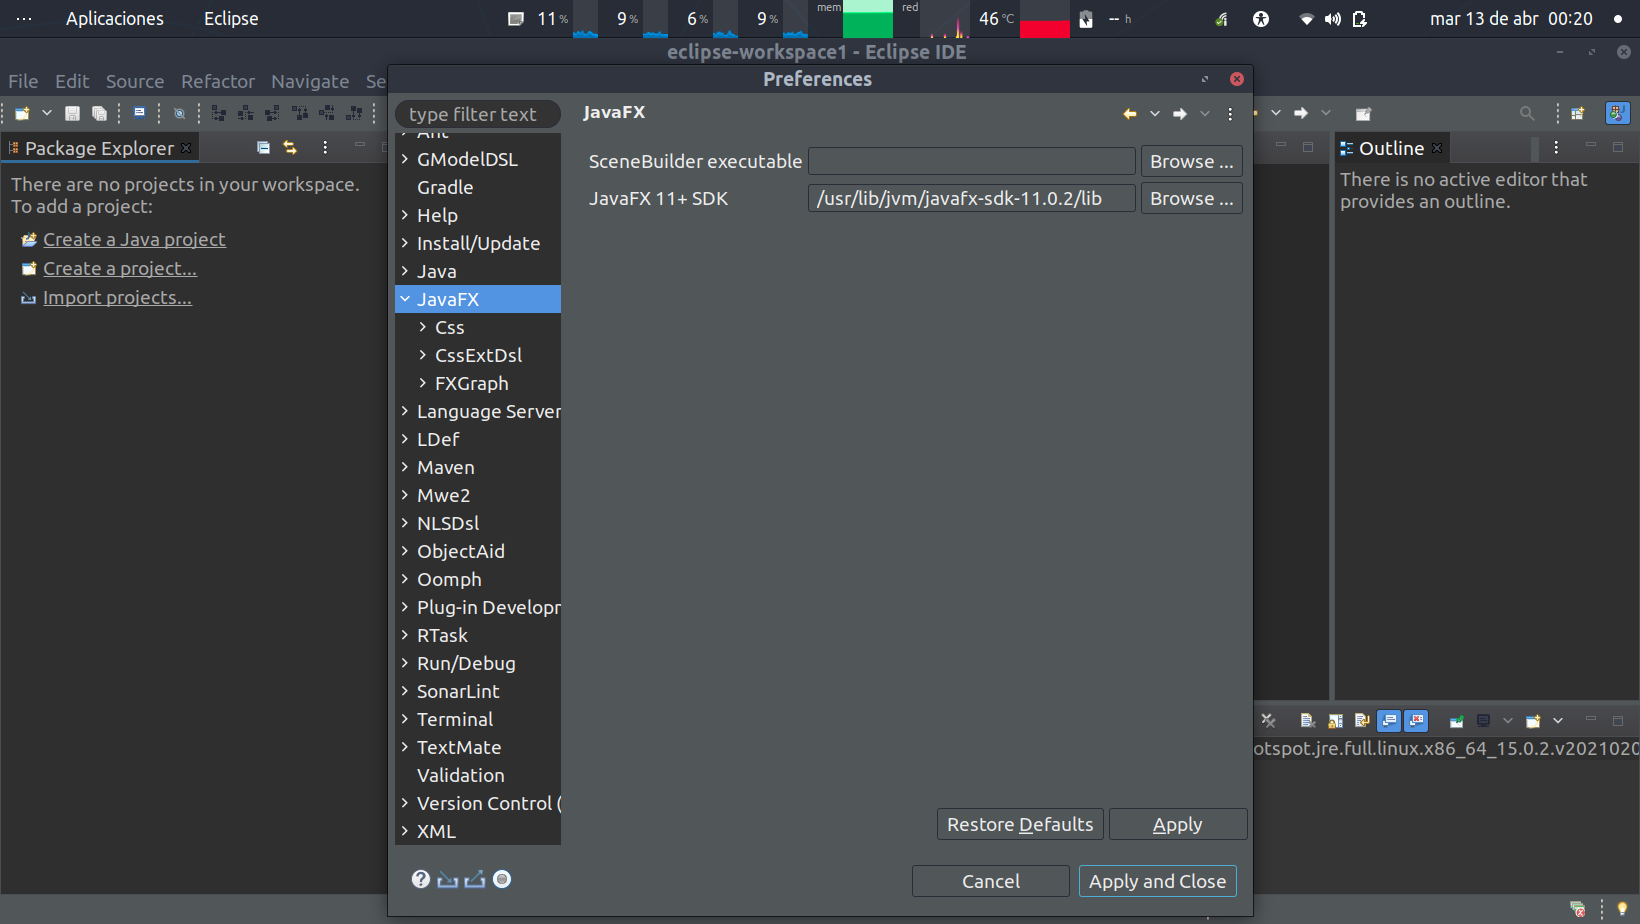 Aplicaciones Eclipse 11 % 9 % 6 % 9 % mem red 46 °C -- h mar 13 de abr 00:20
eclipse-workspace1 - Eclipse IDE
File Edit Source Refactor Navigate Se
Preferences
type filter text
JavaFX
Package Explorer
There are no projects in your workspace.
To add a project:
Create a Java project
Create a project...
Import projects...
Ant
GModelDSL
Gradle
Help
Install/Update
Java
JavaFX
Css
CssExtDsl
FXGraph
Language Server
LDef
Maven
Mwe2
NLSDsl
ObjectAid
Oomph
Plug-in Developm
RTask
Run/Debug
SonarLint
Terminal
TextMate
Validation
Version Control (
XML
SceneBuilder executable Browse ...
JavaFX 11+ SDK /usr/lib/jvm/javafx-sdk-11.0.2/lib Browse ...
Restore Defaults Apply
Cancel Apply and Close
Outline
There is no active editor that
provides an outline.
otspot.jre.full.linux.x86_64_15.0.2.v2021020